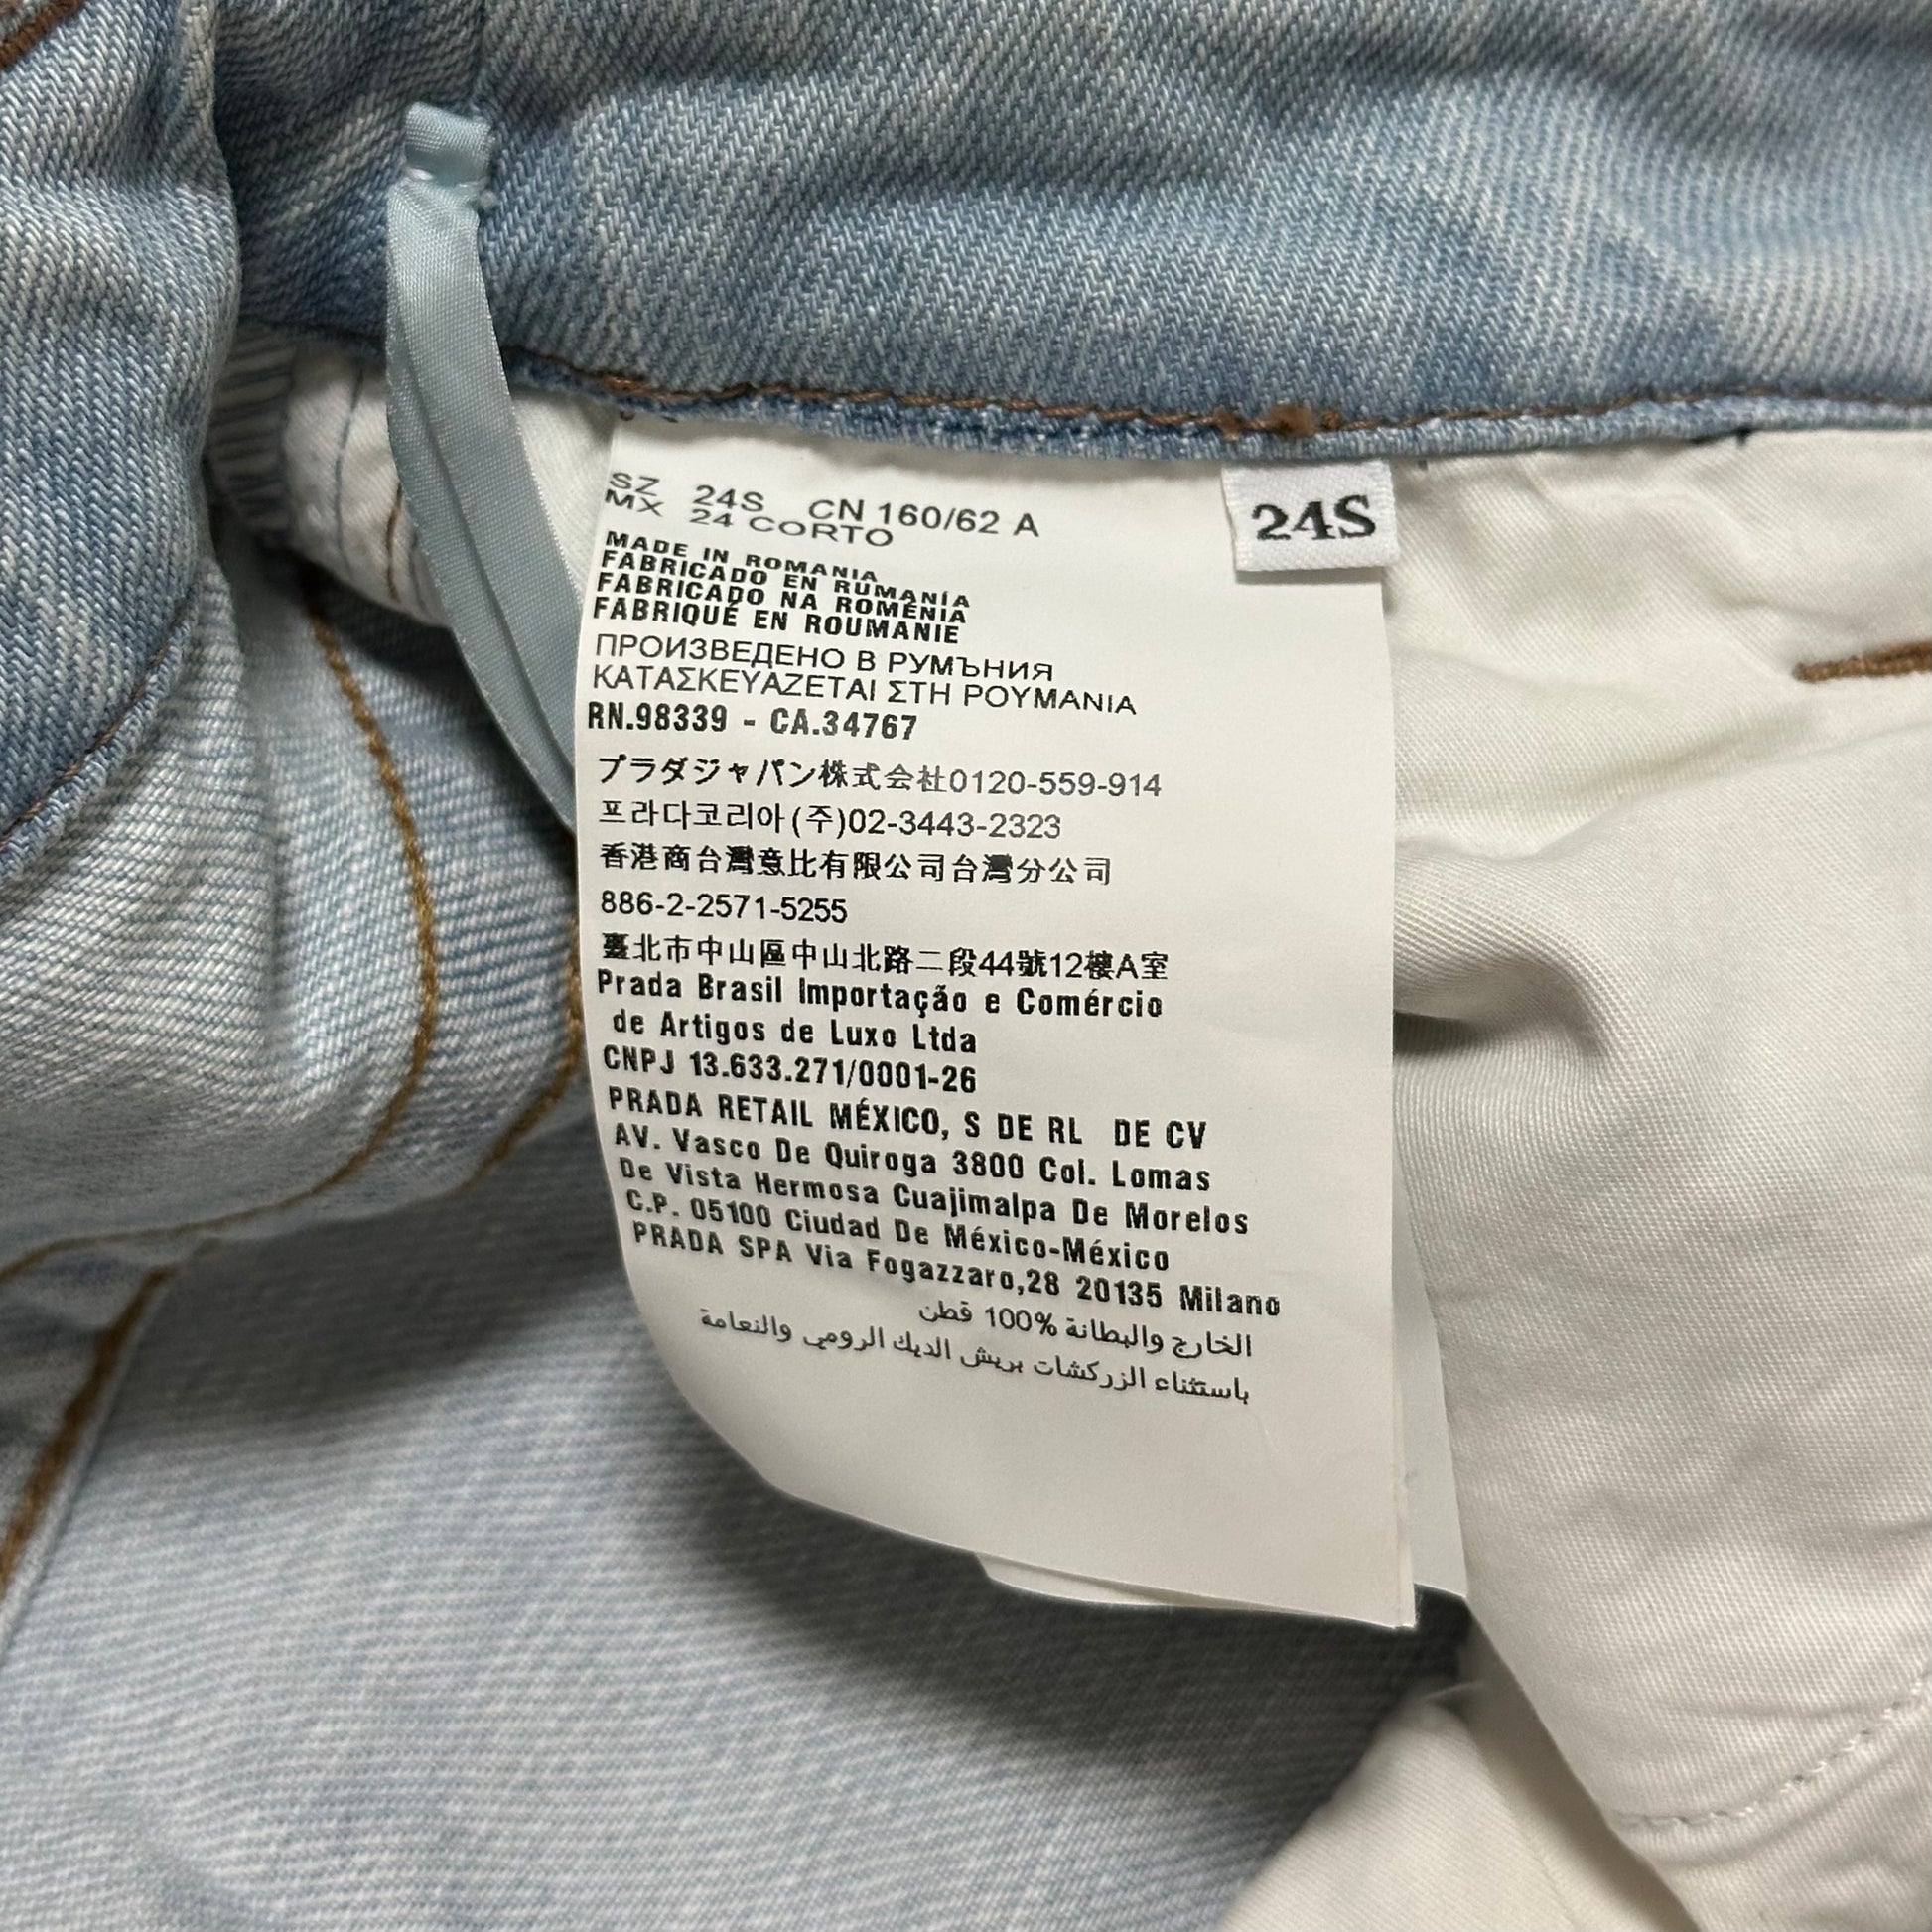 SZ 24S CN 160/62 A
MX 24 CORTO
24S
MADE IN ROMANIA
FABRICADO EN RUMANÍA
FABRICADO NA ROMÉNIA
FABRIQUÉ EN ROUMANIE
ПРОИЗВЕДЕНО В РУМЪНИЯ
ΚΑΤΑΣΚΕΥΑΖΕΤΑΙ ΣΤΗ ΡΟΥΜΑΝΙΑ
RN.98339 - CA.34767
プラダジャパン株式会社0120-559-914
프라다코리아(주)02-3443-2323
香港商台灣意比有限公司台灣分公司
886-2-2571-5255
臺北市中山區中山北路二段44號12樓A室
Prada Brasil Importação e Comércio
de Artigos de Luxo Ltda
CNPJ 13.633.271/0001-26
PRADA RETAIL MÉXICO, S DE RL DE CV
AV. Vasco De Quiroga 3800 Col. Lomas
De Vista Hermosa Cuajimalpa De Morelos
C.P. 05100 Ciudad De México-México
PRADA SPA Via Fogazzaro,28 20135 Milano
الخارج والبطانة %100 قطن
باستثناء الزركشات بريش الديك الرومي والنعامة